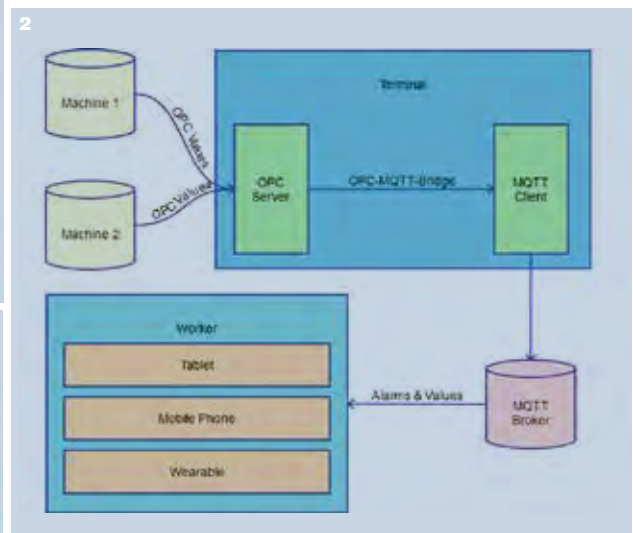 2
Machine 1
OPC Values
Machine 2
OPC Values
Terminal
OPC
Server
OPC-MQTT-Bridge
MQTT
Client
Worker
Tablet
Mobile Phone
Wearable
Alarms & Values
MQTT
Broker